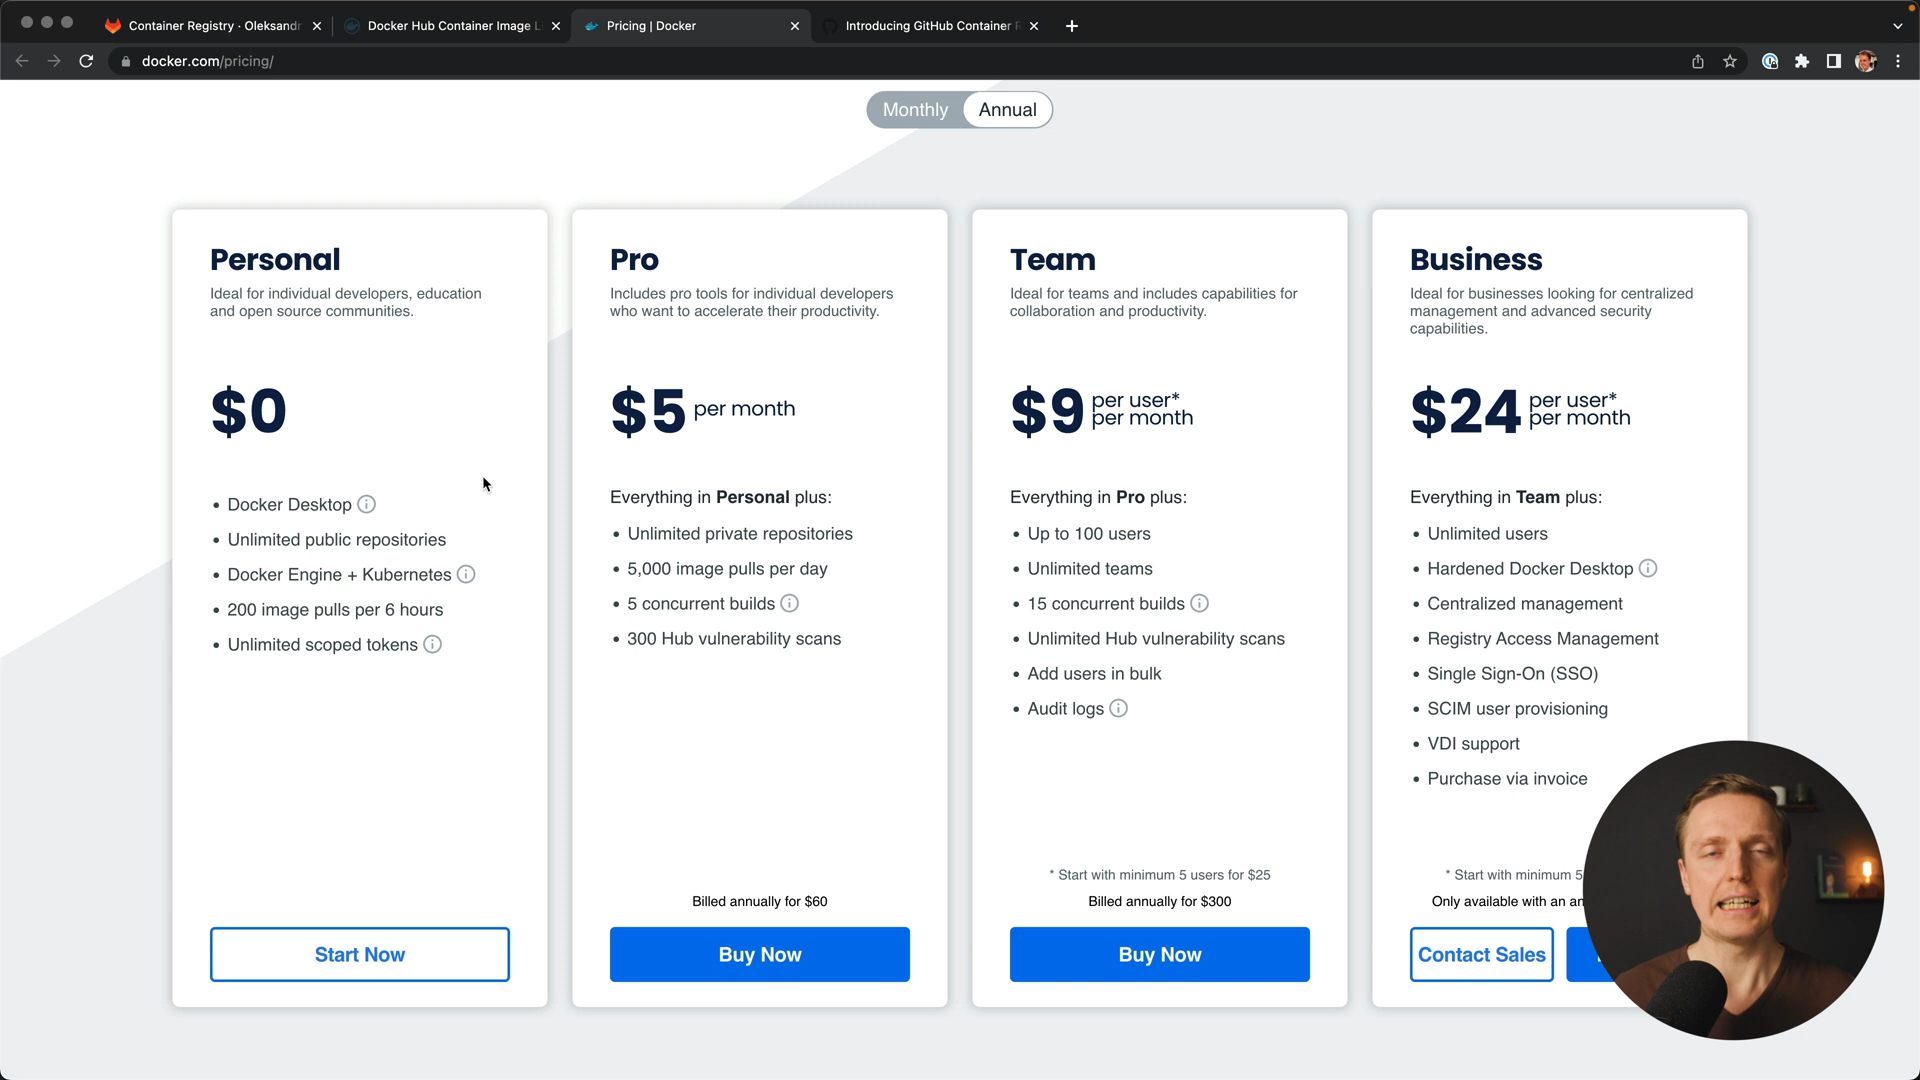 Container Registry · Oleksandr
Docker Hub Container Image L
Pricing | Docker
Introducing GitHub Container R
docker.com/pricing/
Monthly
Annual
Personal
Ideal for individual developers, education
and open source communities.
$0
• Docker Desktop
• Unlimited public repositories
• Docker Engine + Kubernetes
• 200 image pulls per 6 hours
• Unlimited scoped tokens
Start Now
Pro
Includes pro tools for individual developers
who want to accelerate their productivity.
$5 per month
Everything in Personal plus:
• Unlimited private repositories
• 5,000 image pulls per day
• 5 concurrent builds
• 300 Hub vulnerability scans
Billed annually for $60
Buy Now
Team
Ideal for teams and includes capabilities for
collaboration and productivity.
$9 per user*
per month
Everything in Pro plus:
• Up to 100 users
• Unlimited teams
• 15 concurrent builds
• Unlimited Hub vulnerability scans
• Add users in bulk
• Audit logs
* Start with minimum 5 users for $25
Billed annually for $300
Buy Now
Business
Ideal for businesses looking for centralized
management and advanced security
capabilities.
$24 per user*
per month
Everything in Team plus:
• Unlimited users
• Hardened Docker Desktop
• Centralized management
• Registry Access Management
• Single Sign-On (SSO)
• SCIM user provisioning
• VDI support
• Purchase via invoice
* Start with minimum 5
Only available with an an
Contact Sales